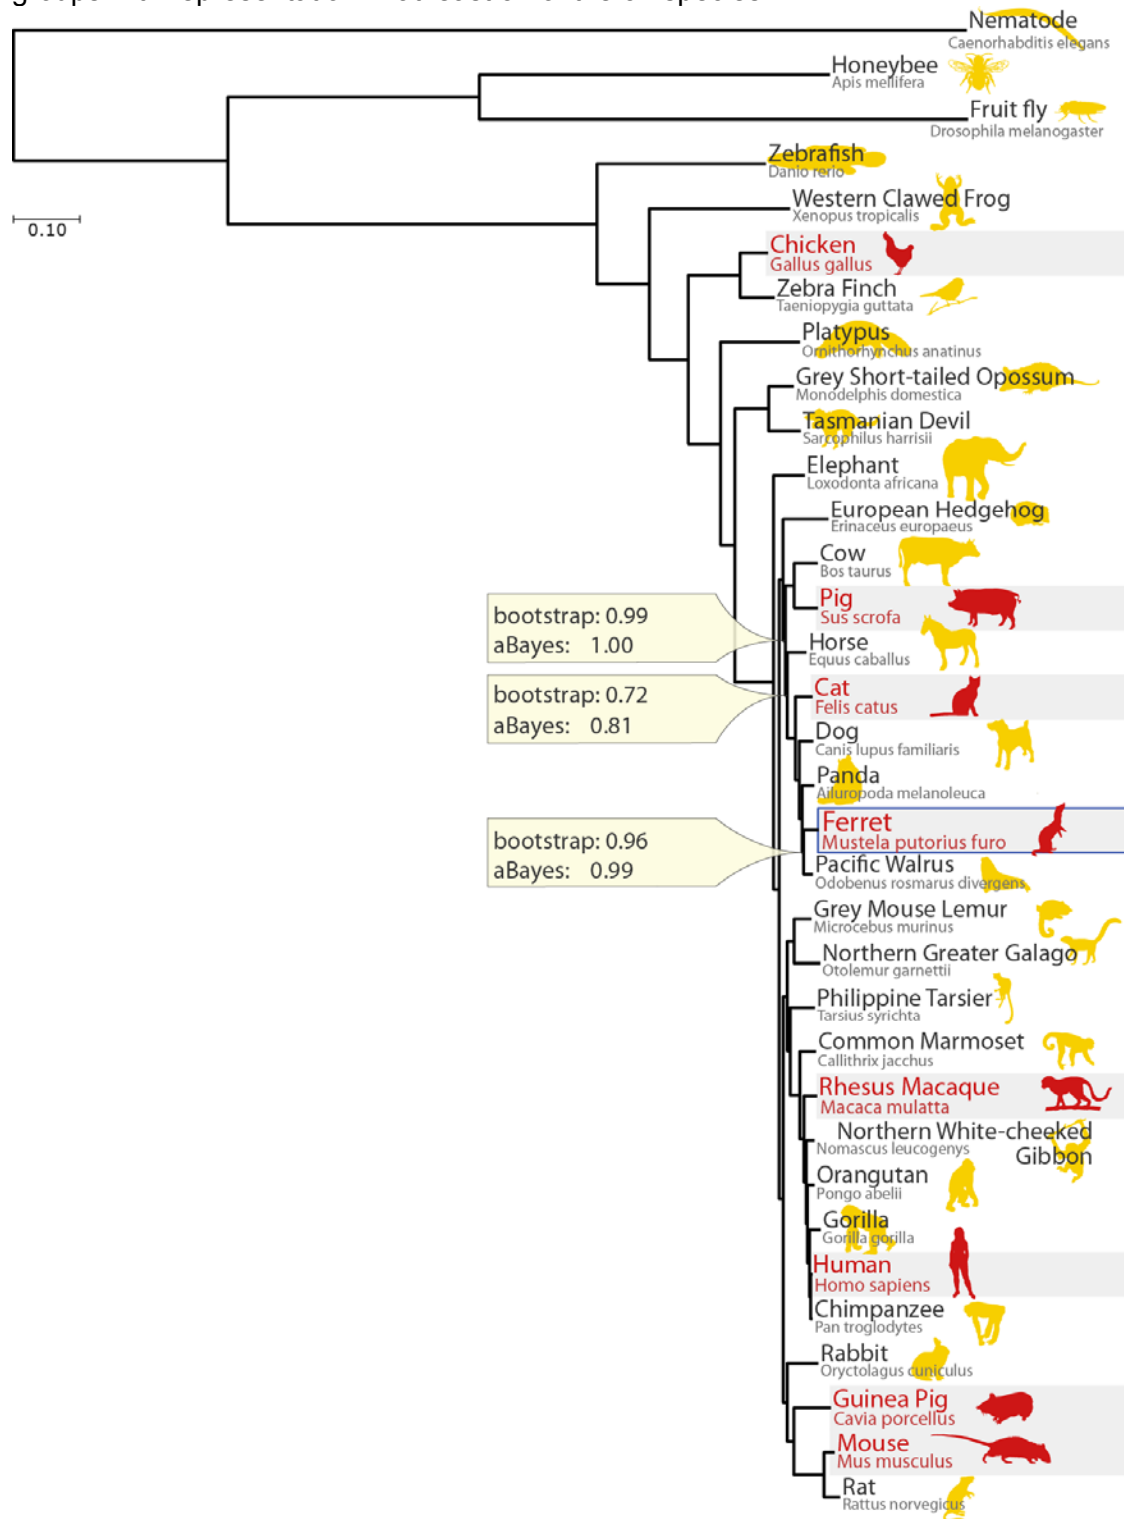 Nematode
Caenorhabditis elegans
Honeybee
Apis mellifera
Fruit fly
Drosophila melanogaster
Zebrafish
Danio rerio
0.10
Western Clawed Frog
Xenopus tropicalis
Chicken
Gallus gallus
Zebra Finch
Taeniopygia guttata
Platypus
Ornithorhynchus anatinus
Grey Short-tailed Opossum
Monodelphis domestica
Tasmanian Devil
Sarcophilus harrisii
Elephant
Loxodonta africana
European Hedgehog
Erinaceus europaeus
Cow
Bos taurus
Pig
Sus scrofa
bootstrap: 0.99
aBayes: 1.00
Horse
Equus caballus
Cat
Felis catus
bootstrap: 0.72
aBayes: 0.81
Dog
Canis lupus familiaris
Panda
Ailuropoda melanoleuca
Ferret
Mustela putorius furo
bootstrap: 0.96
aBayes: 0.99
Pacific Walrus
Odobenus rosmarus divergens
Grey Mouse Lemur
Microcebus murinus
Northern Greater Galago
Otolemur garnettii
Philippine Tarsier
Tarsius syrichta
Common Marmoset
Callithrix jacchus
Rhesus Macaque
Macaca mulatta
Northern White-cheeked
Nomascus leucogenys
Gibbon
Orangutan
Pongo abelii
Gorilla
Gorilla gorilla
Human
Homo sapiens
Chimpanzee
Pan troglodytes
Rabbit
Oryctolagus cuniculus
Guinea Pig
Cavia porcellus
Mouse
Mus musculus
Rat
Rattus norvegicus